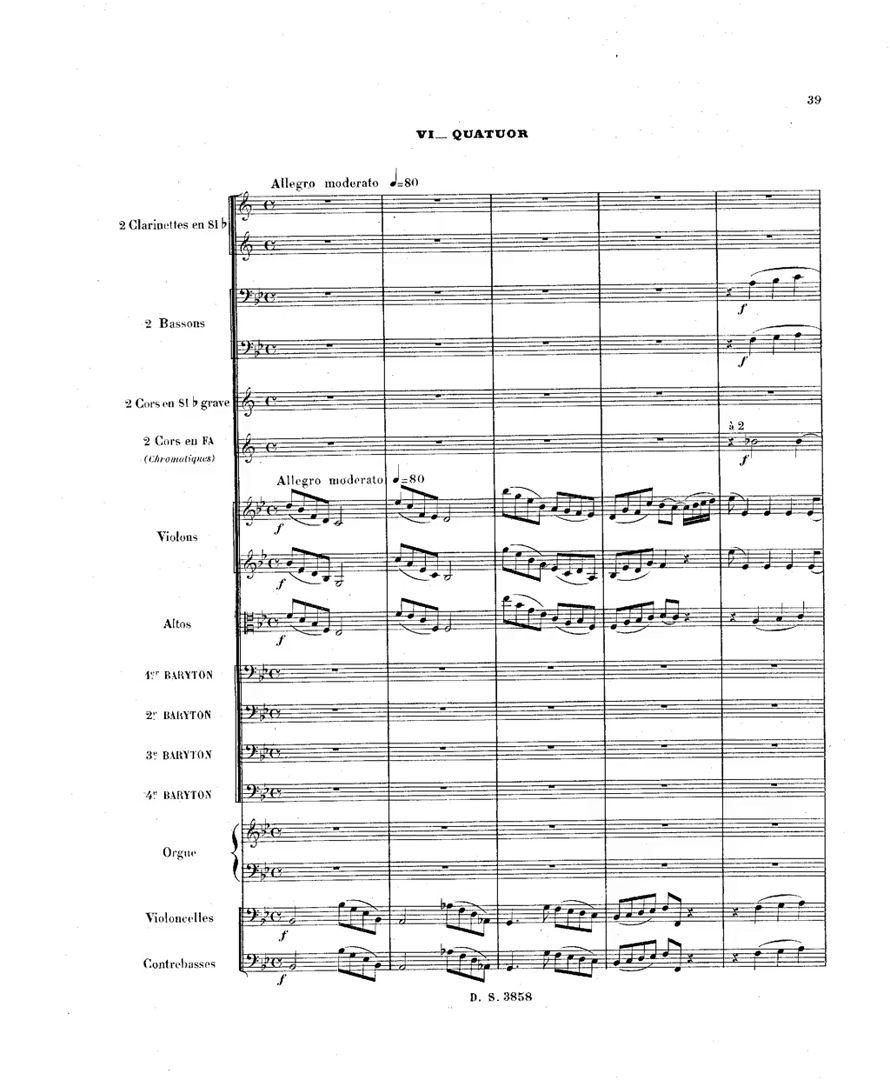 39
VI_ QUATUOR
Allegro moderato ♩=80
2 Clarinettes en SI ♭
2 Bassons
f
f
2 Cors en SI ♭ grave
à 2
2 Cors en FA
(Chromatiques)
f
Allegro moderato ♩=80
Violons
f
f
Altos
f
1er BARYTON
2e BARYTON
3e BARYTON
4e BARYTON
Orgue
Violoncelles
f
Contrebasses
f
D. S. 3858